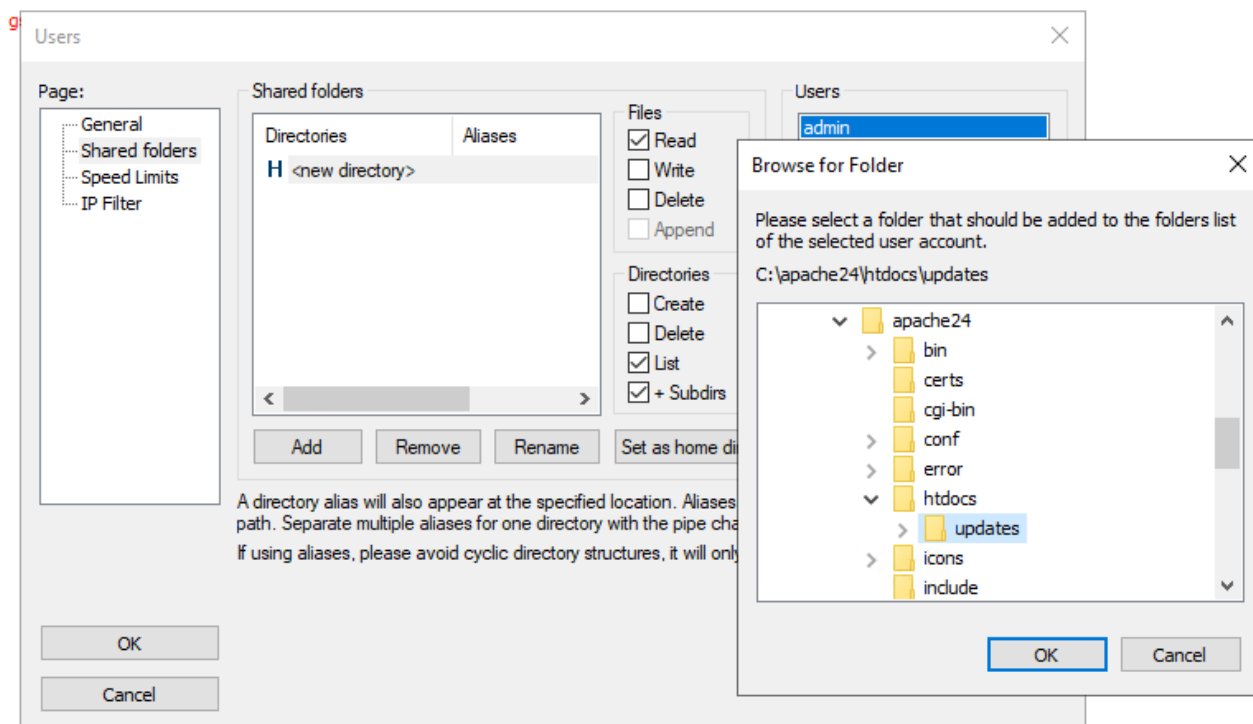 g
Users
Page:
General
Shared folders
Speed Limits
IP Filter
Shared folders
Directories Aliases
H <new directory>
Files
Read
Write
Delete
Append
Directories
Create
Delete
List
+ Subdirs
Add Remove Rename Set as home di
A directory alias will also appear at the specified location. Aliases
path. Separate multiple aliases for one directory with the pipe cha
If using aliases, please avoid cyclic directory structures, it will only
OK
Cancel
Users
admin
Browse for Folder
Please select a folder that should be added to the folders list
of the selected user account.
C:\apache24\htdocs\updates
apache24
bin
certs
cgi-bin
conf
error
htdocs
updates
icons
include
OK Cancel